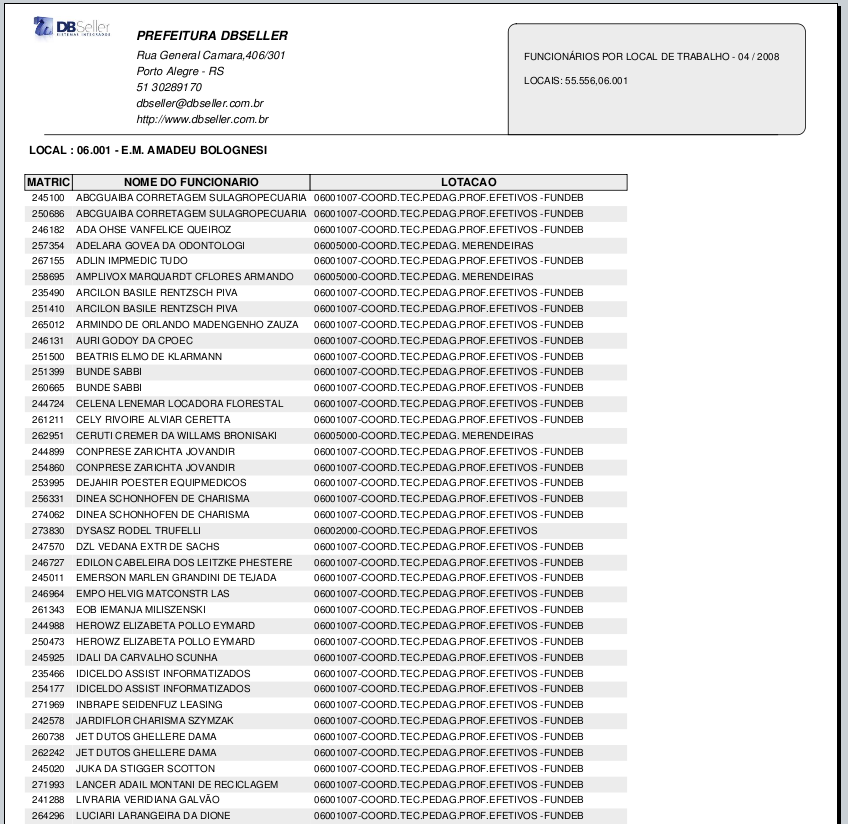 DBSeller
SISTEMAS INTEGRADOS
PREFEITURA DBSELLER
Rua General Camara,406/301
Porto Alegre - RS
51 30289170
dbseller@dbseller.com.br
http://www.dbseller.com.br
FUNCIONÁRIOS POR LOCAL DE TRABALHO - 04 / 2008
LOCAIS: 55.556,06.001
LOCAL : 06.001 - E.M. AMADEU BOLOGNESI
MATRIC NOME DO FUNCIONARIO LOTACAO
245100 ABCGUAIBA CORRETAGEM SULAGROPECUARIA 06001007-COORD.TEC.PEDAG.PROF.EFETIVOS -FUNDEB
250686 ABCGUAIBA CORRETAGEM SULAGROPECUARIA 06001007-COORD.TEC.PEDAG.PROF.EFETIVOS -FUNDEB
246182 ADA OHSE VANFELICE QUEIROZ 06001007-COORD.TEC.PEDAG.PROF.EFETIVOS -FUNDEB
257354 ADELARA GOVEA DA ODONTOLOGI 06005000-COORD.TEC.PEDAG. MERENDEIRAS
267155 ADLIN IMPMEDIC TUDO 06001007-COORD.TEC.PEDAG.PROF.EFETIVOS -FUNDEB
258695 AMPLIVOX MARQUARDT CFLORES ARMANDO 06005000-COORD.TEC.PEDAG. MERENDEIRAS
235490 ARCILON BASILE RENTZSCH PIVA 06001007-COORD.TEC.PEDAG.PROF.EFETIVOS -FUNDEB
251410 ARCILON BASILE RENTZSCH PIVA 06001007-COORD.TEC.PEDAG.PROF.EFETIVOS -FUNDEB
265012 ARMINDO DE ORLANDO MADENGENHO ZAUZA 06001007-COORD.TEC.PEDAG.PROF.EFETIVOS -FUNDEB
246131 AURI GODOY DA CPOEC 06001007-COORD.TEC.PEDAG.PROF.EFETIVOS -FUNDEB
251500 BEATRIS ELMO DE KLARMANN 06001007-COORD.TEC.PEDAG.PROF.EFETIVOS -FUNDEB
251399 BUNDE SABBI 06001007-COORD.TEC.PEDAG.PROF.EFETIVOS -FUNDEB
260665 BUNDE SABBI 06001007-COORD.TEC.PEDAG.PROF.EFETIVOS -FUNDEB
244724 CELENA LENEMAR LOCADORA FLORESTAL 06001007-COORD.TEC.PEDAG.PROF.EFETIVOS -FUNDEB
261211 CELY RIVOIRE ALVIAR CERETTA 06001007-COORD.TEC.PEDAG.PROF.EFETIVOS -FUNDEB
262951 CERUTI CREMER DA WILLAMS BRONISAKI 06005000-COORD.TEC.PEDAG. MERENDEIRAS
244899 CONPRESE ZARICHTA JOVANDIR 06001007-COORD.TEC.PEDAG.PROF.EFETIVOS -FUNDEB
254860 CONPRESE ZARICHTA JOVANDIR 06001007-COORD.TEC.PEDAG.PROF.EFETIVOS -FUNDEB
253995 DEJAHIR POESTER EQUIPMEDICOS 06001007-COORD.TEC.PEDAG.PROF.EFETIVOS -FUNDEB
256331 DINEA SCHONHOFEN DE CHARISMA 06001007-COORD.TEC.PEDAG.PROF.EFETIVOS -FUNDEB
274062 DINEA SCHONHOFEN DE CHARISMA 06001007-COORD.TEC.PEDAG.PROF.EFETIVOS -FUNDEB
273830 DYSASZ RODEL TRUFELLI 06002000-COORD.TEC.PEDAG.PROF.EFETIVOS
247570 DZL VEDANA EXTR DE SACHS 06001007-COORD.TEC.PEDAG.PROF.EFETIVOS -FUNDEB
246727 EDILON CABELEIRA DOS LEITZKE PHESTERE 06001007-COORD.TEC.PEDAG.PROF.EFETIVOS -FUNDEB
245011 EMERSON MARLEN GRANDINI DE TEJADA 06001007-COORD.TEC.PEDAG.PROF.EFETIVOS -FUNDEB
246964 EMPO HELVIG MATCONSTR LAS 06001007-COORD.TEC.PEDAG.PROF.EFETIVOS -FUNDEB
261343 EOB IEMANJA MILISZENSKI 06001007-COORD.TEC.PEDAG.PROF.EFETIVOS -FUNDEB
244988 HEROWZ ELIZABETA POLLO EYMARD 06001007-COORD.TEC.PEDAG.PROF.EFETIVOS -FUNDEB
250473 HEROWZ ELIZABETA POLLO EYMARD 06001007-COORD.TEC.PEDAG.PROF.EFETIVOS -FUNDEB
245925 IDALI DA CARVALHO SCUNHA 06001007-COORD.TEC.PEDAG.PROF.EFETIVOS -FUNDEB
235466 IDICELDO ASSIST INFORMATIZADOS 06001007-COORD.TEC.PEDAG.PROF.EFETIVOS -FUNDEB
254177 IDICELDO ASSIST INFORMATIZADOS 06001007-COORD.TEC.PEDAG.PROF.EFETIVOS -FUNDEB
271969 INBRAPE SEIDENFUZ LEASING 06001007-COORD.TEC.PEDAG.PROF.EFETIVOS -FUNDEB
242578 JARDIFLOR CHARISMA SZYMZAK 06001007-COORD.TEC.PEDAG.PROF.EFETIVOS -FUNDEB
260738 JET DUTOS GHELLERE DAMA 06001007-COORD.TEC.PEDAG.PROF.EFETIVOS -FUNDEB
262242 JET DUTOS GHELLERE DAMA 06001007-COORD.TEC.PEDAG.PROF.EFETIVOS -FUNDEB
245020 JUKA DA STIGGER SCOTTON 06001007-COORD.TEC.PEDAG.PROF.EFETIVOS -FUNDEB
271993 LANCER ADAIL MONTANI DE RECICLAGEM 06001007-COORD.TEC.PEDAG.PROF.EFETIVOS -FUNDEB
241288 LIVRARIA VERIDIANA GALVÃO 06001007-COORD.TEC.PEDAG.PROF.EFETIVOS -FUNDEB
264296 LUCIARI LARANGEIRA DA DIONE 06001007-COORD.TEC.PEDAG.PROF.EFETIVOS -FUNDEB